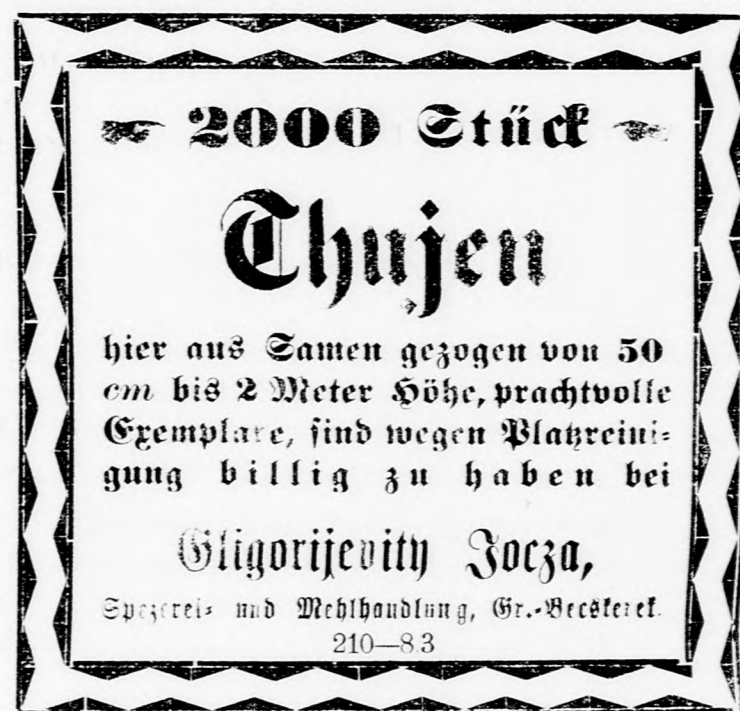 2000 Stück
Thujen
hier aus Samen gezogen von 50
cm bis 2 Meter Höhe, prachtvolle
Exemplare, sind wegen Platzreini-
gung billig zu haben bei
Gligorijevity Jocza,
Spezerei- und Mehlhandlung, Gr.-Becskerek.
210—8.3